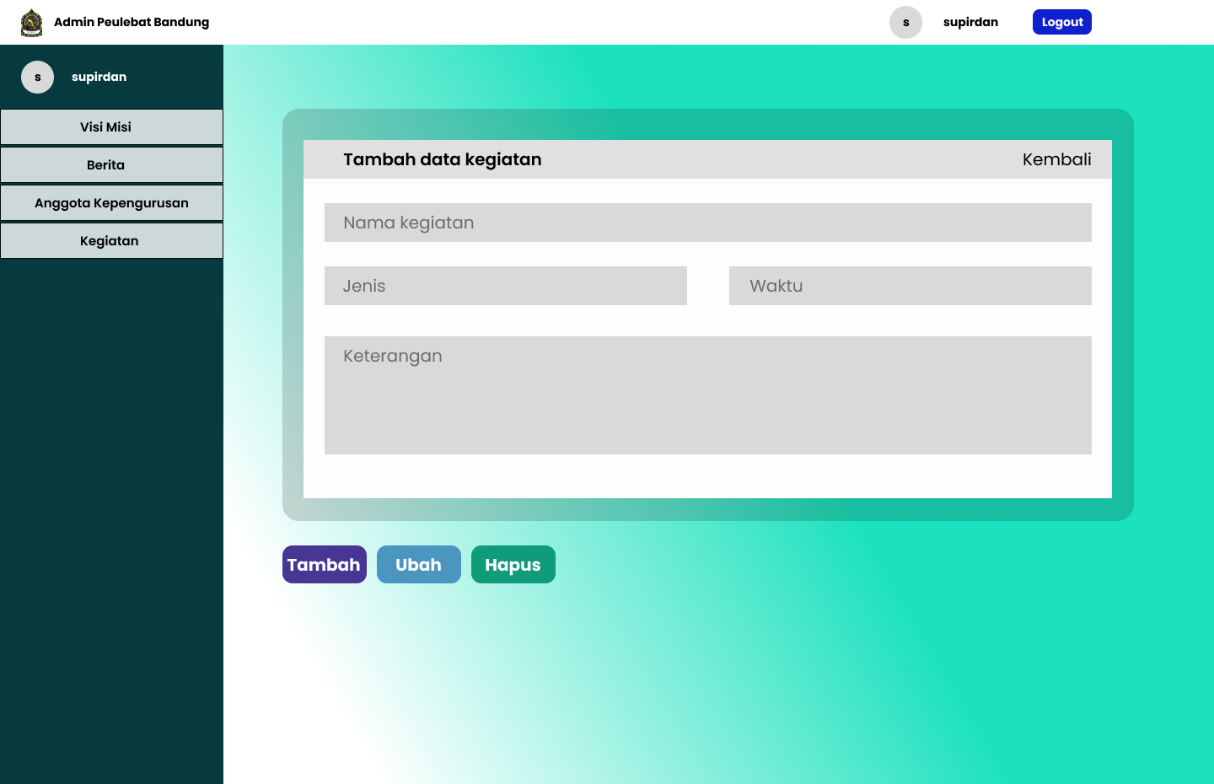 Admin Peulebat Bandung
s supirdan Logout
s supirdan
Visi Misi
Berita
Anggota Kepengurusan
Kegiatan
Tambah data kegiatan Kembali
Nama kegiatan
Jenis Waktu
Keterangan
Tambah Ubah Hapus